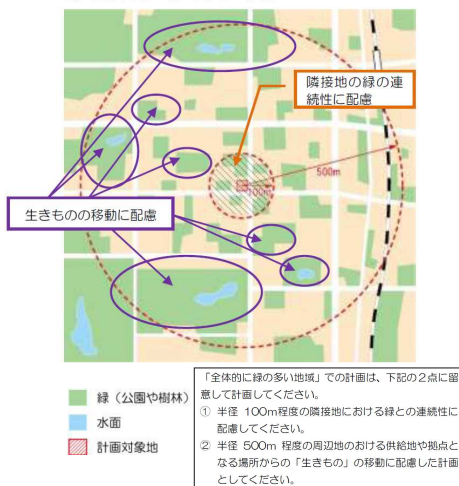 隣接地の緑の連
続性に配慮
500m
100m
生きものの移動に配慮
緑(公園や樹林)
水面
計画対象地
「全体的に緑の多い地域」での計画は、下記の2点に留
意して計画してください。
① 半径 100m程度の隣接地における緑との連続性に
配慮してください。
② 半径 500m 程度の周辺地のおける供給地や拠点と
なる場所からの「生きもの」の移動に配慮した計画
としてください。